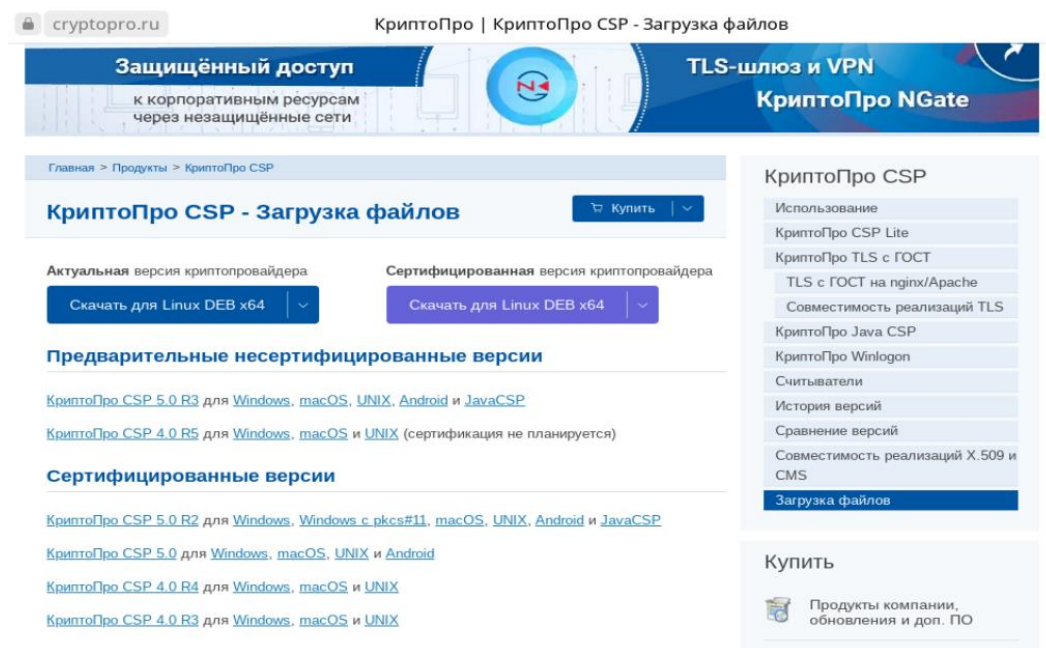 cryptopro.ru
КриптоПро | КриптоПро CSP - Загрузка файлов
Защищённый доступ
к корпоративным ресурсам
через незащищённые сети
TLS-шлюз и VPN
КриптоПро NGate
Главная > Продукты > КриптоПро CSP
КриптоПро CSP - Загрузка файлов
Купить
Актуальная версия криптопровайдера
Скачать для Linux DEB x64
Сертифицированная версия криптопровайдера
Скачать для Linux DEB x64
Предварительные несертифицированные версии
КриптоПро CSP 5.0 R3 для Windows, macOS, UNIX, Android и JavaCSP
КриптоПро CSP 4.0 R5 для Windows, macOS и UNIX (сертификация не планируется)
Сертифицированные версии
КриптоПро CSP 5.0 R2 для Windows, Windows с pkcs#11, macOS, UNIX, Android и JavaCSP
КриптоПро CSP 5.0 для Windows, macOS, UNIX и Android
КриптоПро CSP 4.0 R4 для Windows, macOS и UNIX
КриптоПро CSP 4.0 R3 для Windows, macOS и UNIX
КриптоПро CSP
Использование
КриптоПро CSP Lite
КриптоПро TLS с ГОСТ
TLS с ГОСТ на nginx/Apache
Совместимость реализаций TLS
КриптоПро Java CSP
КриптоПро Winlogon
Считыватели
История версий
Сравнение версий
Совместимость реализаций X.509 и
CMS
Загрузка файлов
Купить
Продукты компании,
обновления и доп. ПО